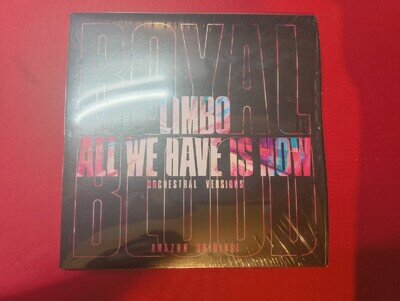 ROYAL
LIMBO
ALL WE HAVE IS NOW
ORCHESTRAL VERSIONS
BLOOD
AMAZON ORIGINAL